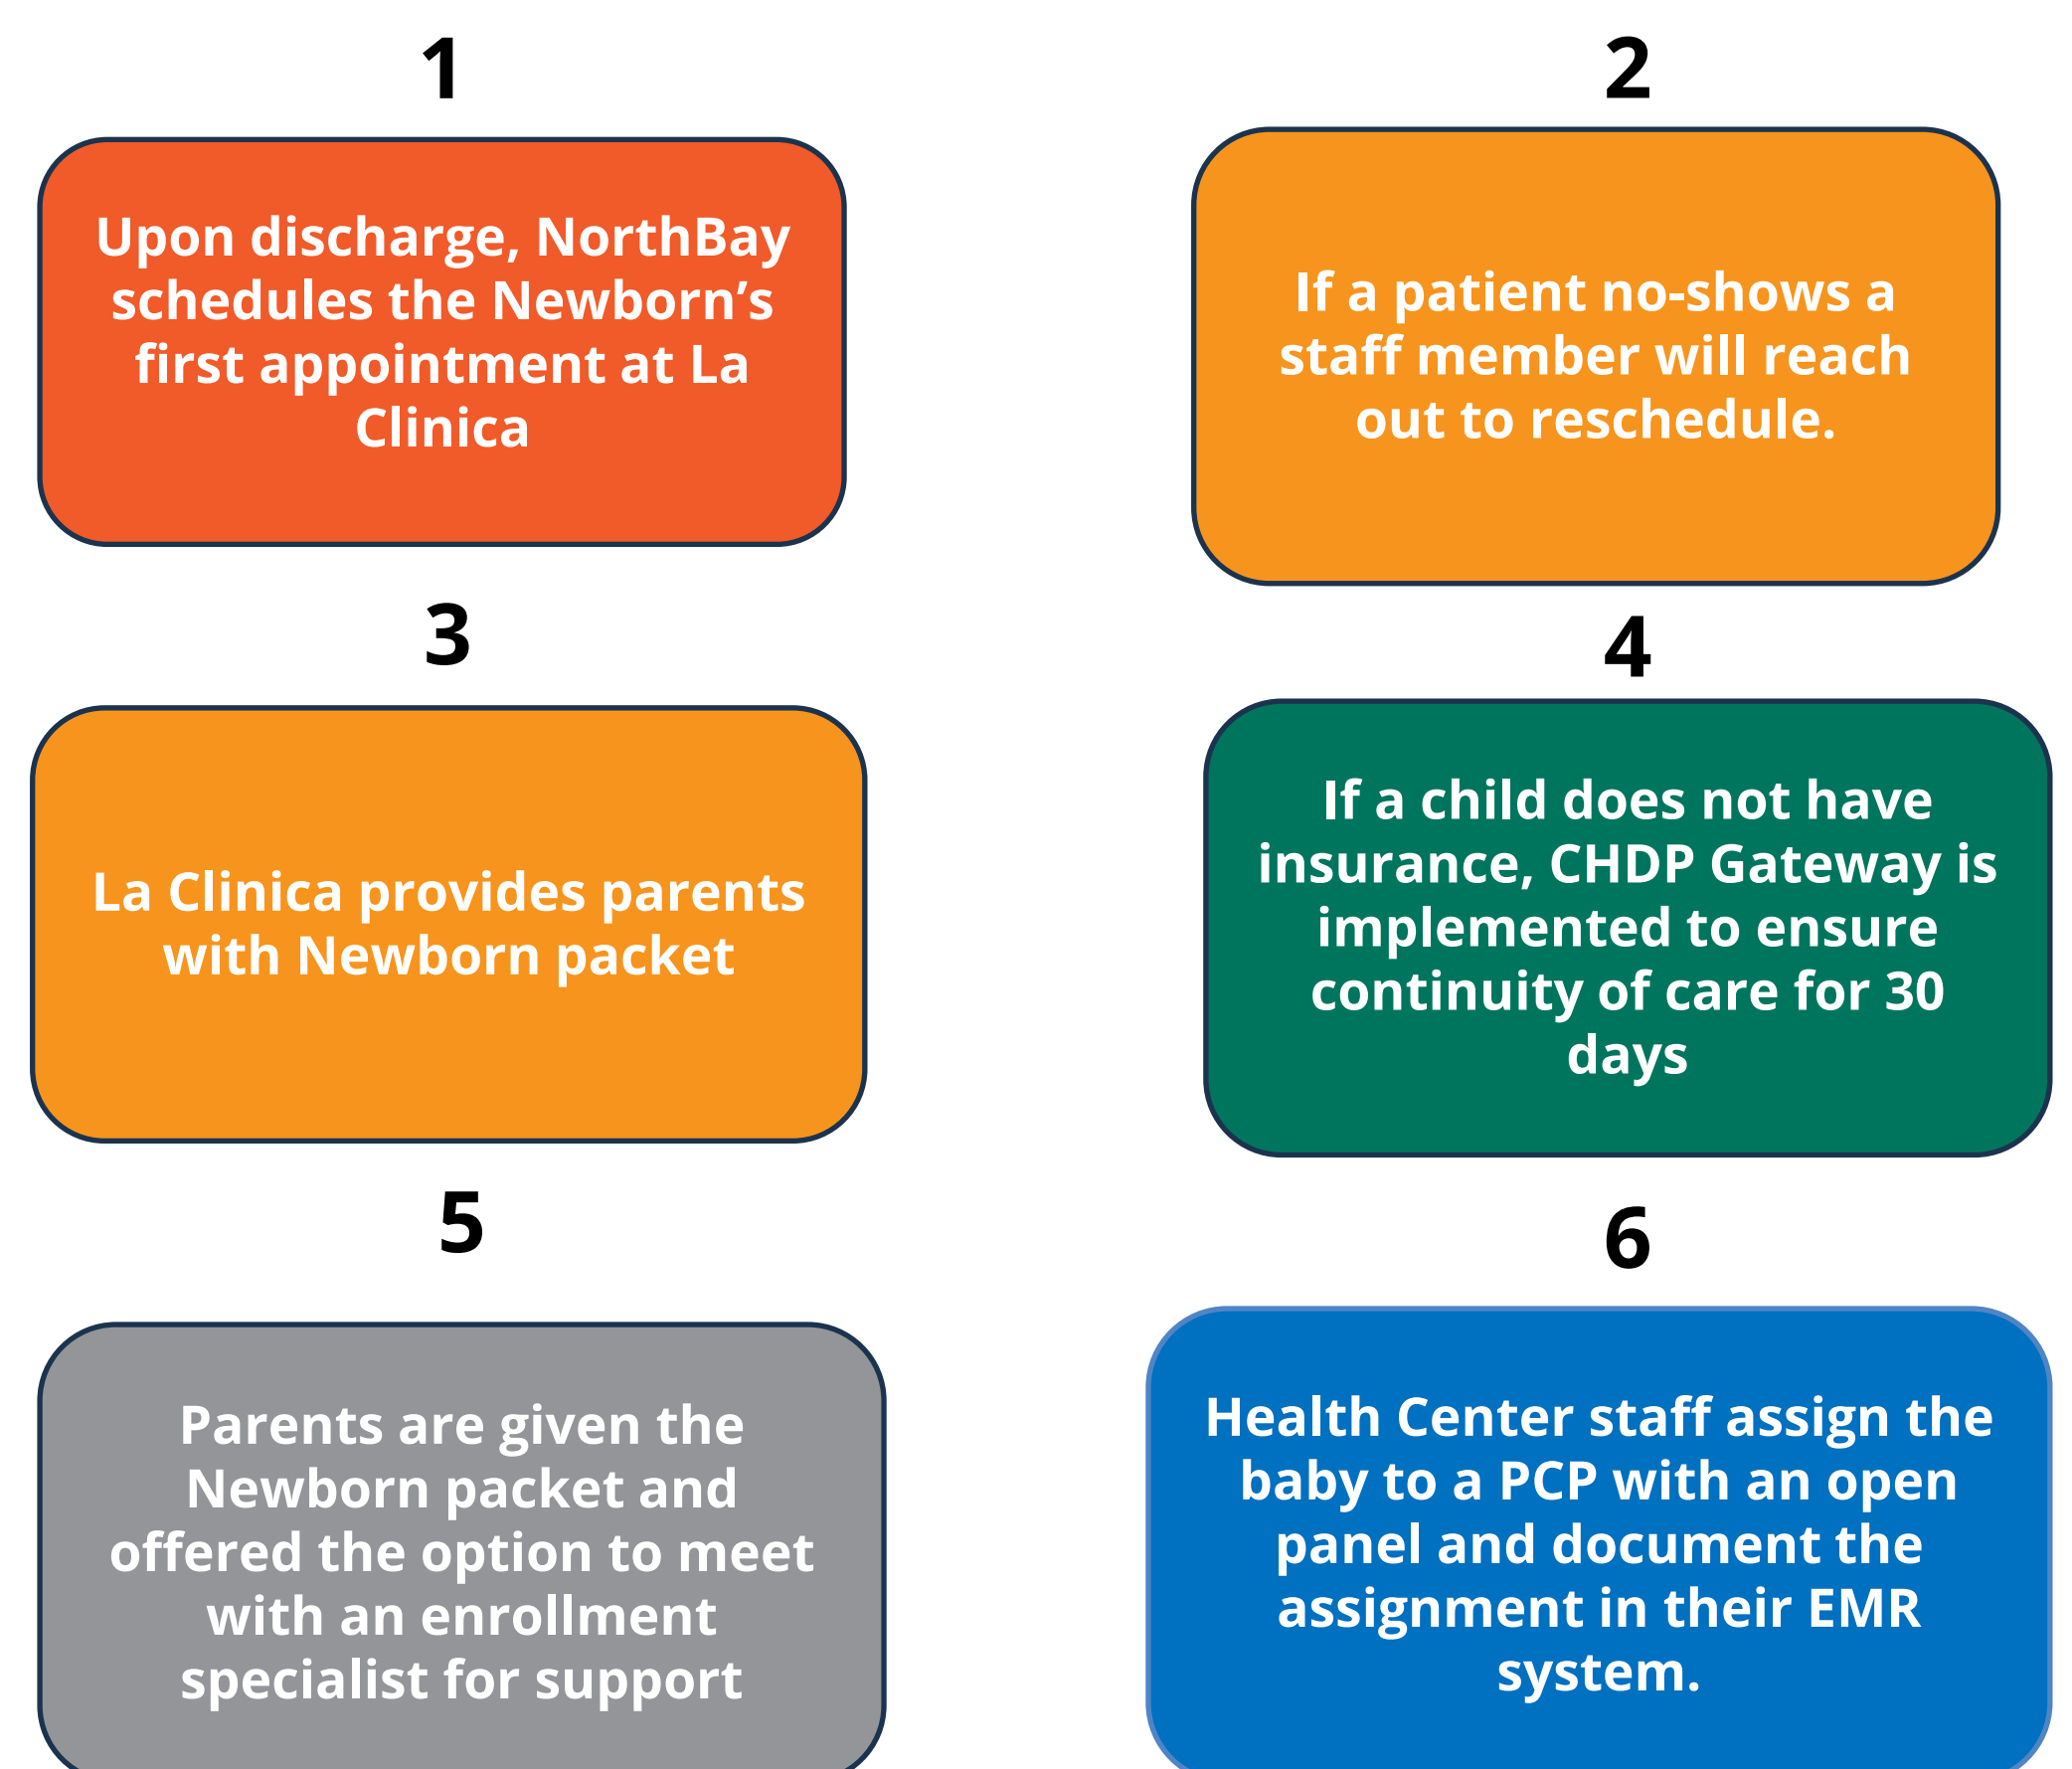 1
Upon discharge, NorthBay
schedules the Newborn’s
first appointment at La
Clinica
2
If a patient no-shows a
staff member will reach
out to reschedule.
3
La Clinica provides parents
with Newborn packet
4
If a child does not have
insurance, CHDP Gateway is
implemented to ensure
continuity of care for 30
days
5
Parents are given the
Newborn packet and
offered the option to meet
with an enrollment
specialist for support
6
Health Center staff assign the
baby to a PCP with an open
panel and document the
assignment in their EMR
system.